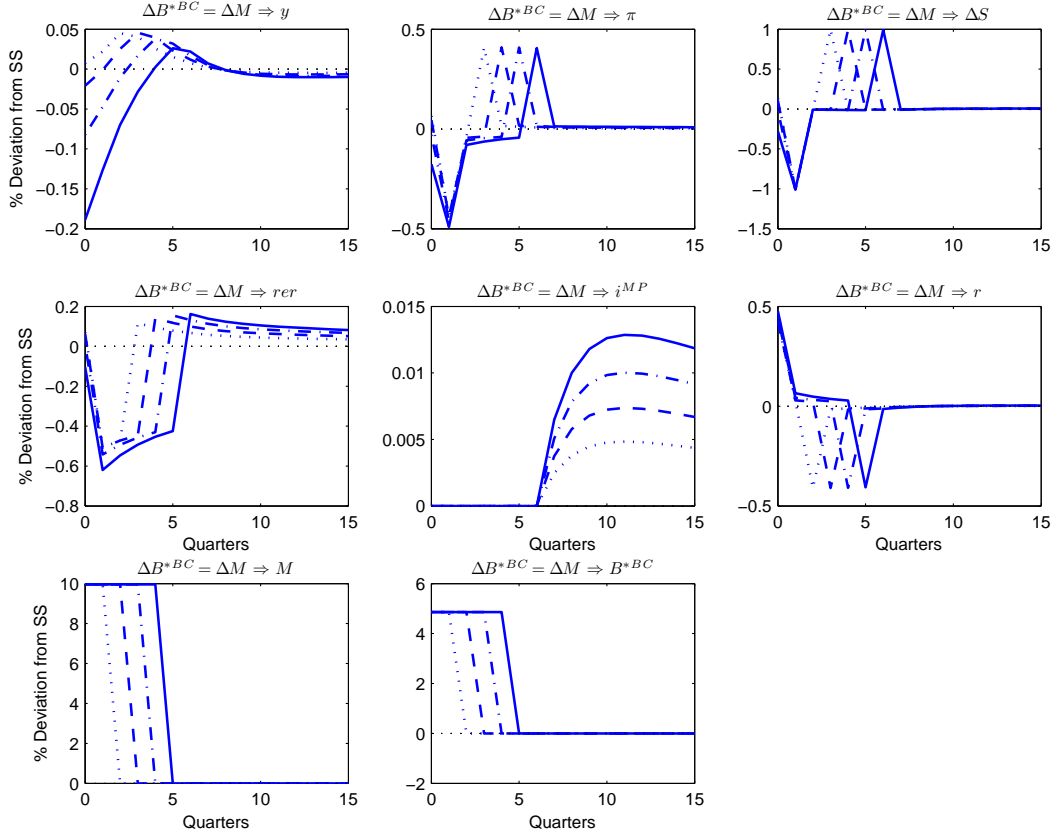 ΔB*BC = ΔM ⇒ y
ΔB*BC = ΔM ⇒ π
ΔB*BC = ΔM ⇒ ΔS
% Deviation from SS
0.05
0
−0.05
−0.1
−0.15
−0.2
0 5 10 15
0.5
0
−0.5
0 5 10 15
1
0.5
0
−0.5
−1
−1.5
0 5 10 15
ΔB*BC = ΔM ⇒ rer
ΔB*BC = ΔM ⇒ iMP
ΔB*BC = ΔM ⇒ r
% Deviation from SS
0.2
0
−0.2
−0.4
−0.6
−0.8
0 5 10 15
Quarters
0.015
0.01
0.005
0
0 5 10 15
Quarters
0.5
0
−0.5
0 5 10 15
Quarters
ΔB*BC = ΔM ⇒ M
ΔB*BC = ΔM ⇒ B*BC
% Deviation from SS
10
8
6
4
2
0
0 5 10 15
Quarters
6
4
2
0
−2
0 5 10 15
Quarters